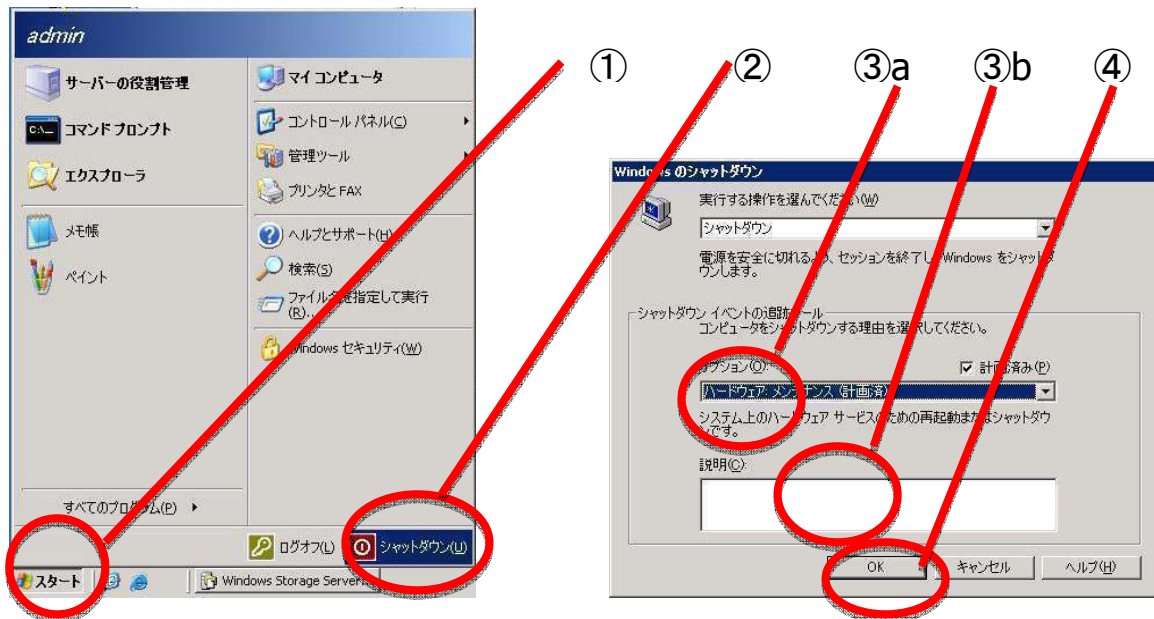 admin
サーバーの役割管理
コマンド プロンプト
エクスプローラ
メモ帳
ペイント
すべてのプログラム(P)
マイ コンピュータ
コントロール パネル(C)
管理ツール
プリンタと FAX
ヘルプとサポート(H)
検索(S)
ファイル名を指定して実行
(R)...
Windows セキュリティ(W)
ログオフ(L)
シャットダウン(U)
スタート
Windows Storage Server
①
②
③a
③b
④
Windows のシャットダウン
実行する操作を選んでください(W)
シャットダウン
電源を安全に切れるよう、セッションを終了し、Windows をシャットダ
ウンします。
シャットダウン イベントの追跡ツール
コンピュータをシャットダウンする理由を選択してください。
オプション(O):
計画済み(P)
ハードウェア: メンテナンス (計画済)
システム上のハードウェア サービスのための再起動またはシャットダウ
ンです。
説明(C):
OK
キャンセル
ヘルプ(H)